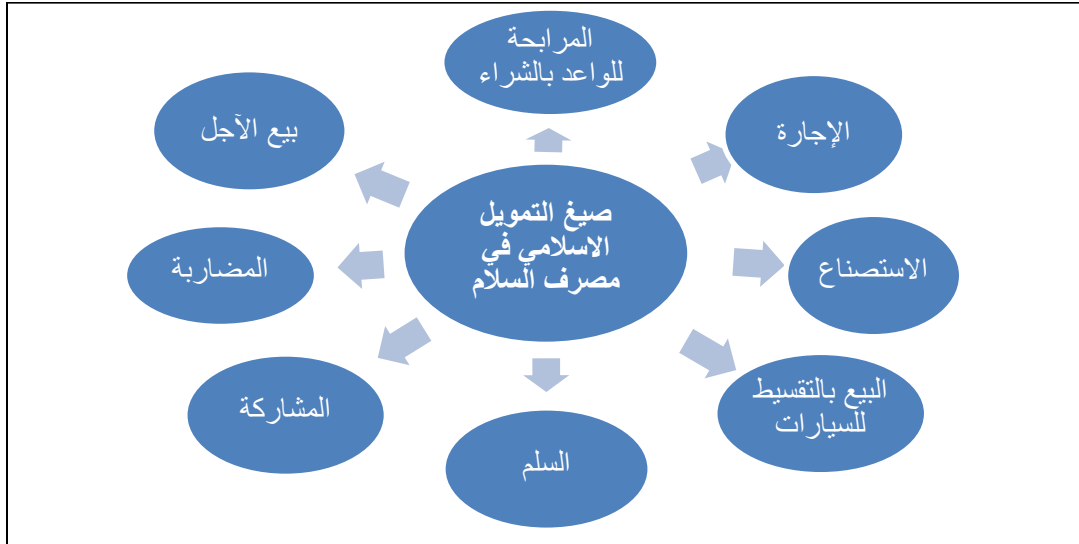 المرابحة
للواعد بالشراء
الإجارة
بيع الآجل
صيغ التمويل
الاسلامي في
مصرف السلام
المضاربة
الاستصناع
البيع بالتقسيط
للسيارات
المشاركة
السلم